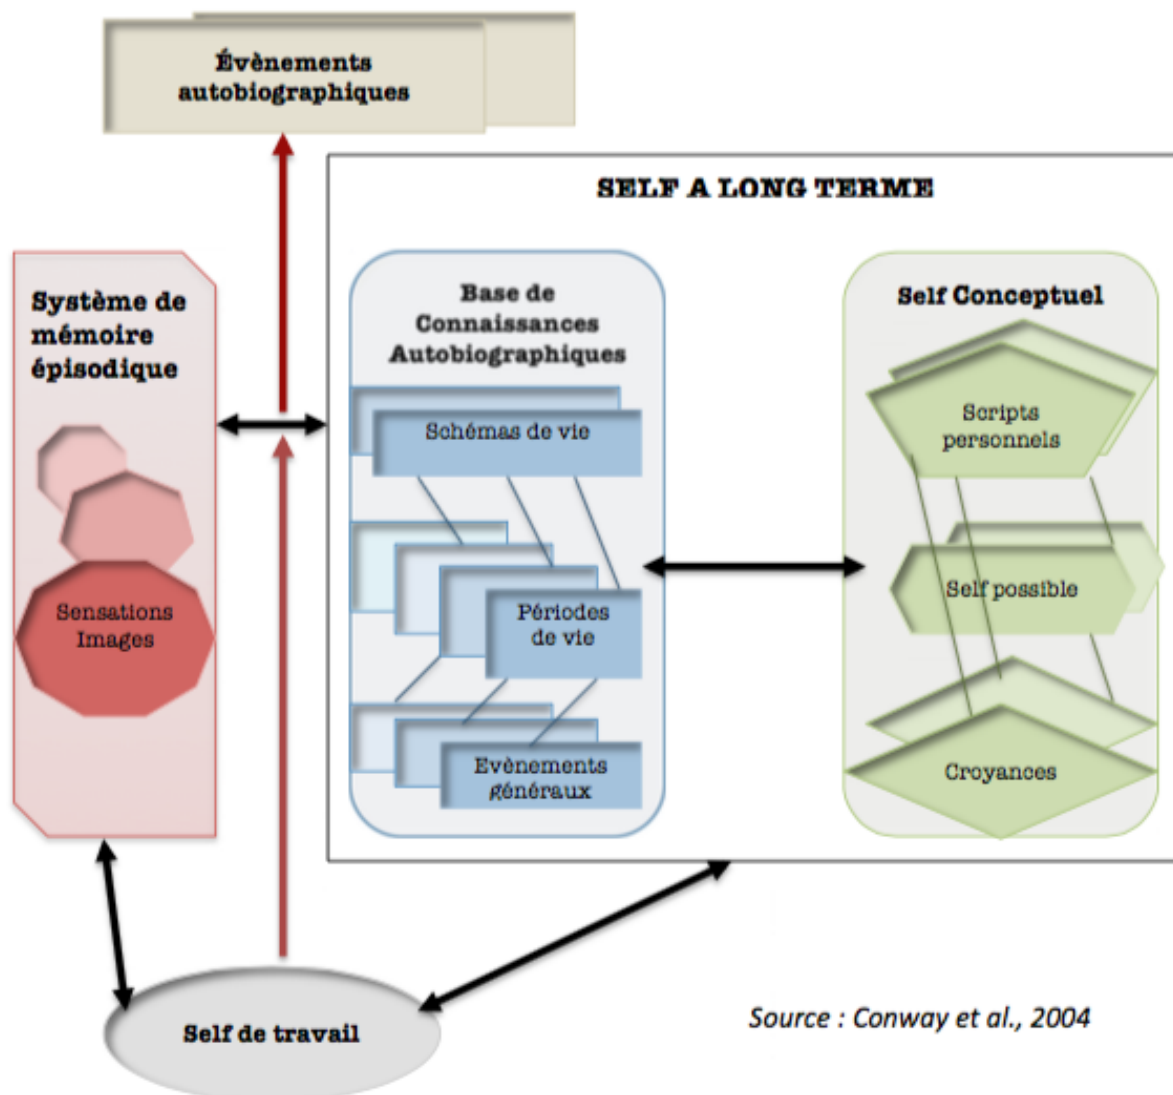 Évènements
autobiographiques
SELF A LONG TERME
Système de
mémoire
épisodique
Sensations
Images
Base de
Connaissances
Autobiographiques
Schémas de vie
Périodes
de vie
Evènements
généraux
Self Conceptuel
Scripts
personnels
Self possible
Croyances
Self de travail
Source : Conway et al., 2004